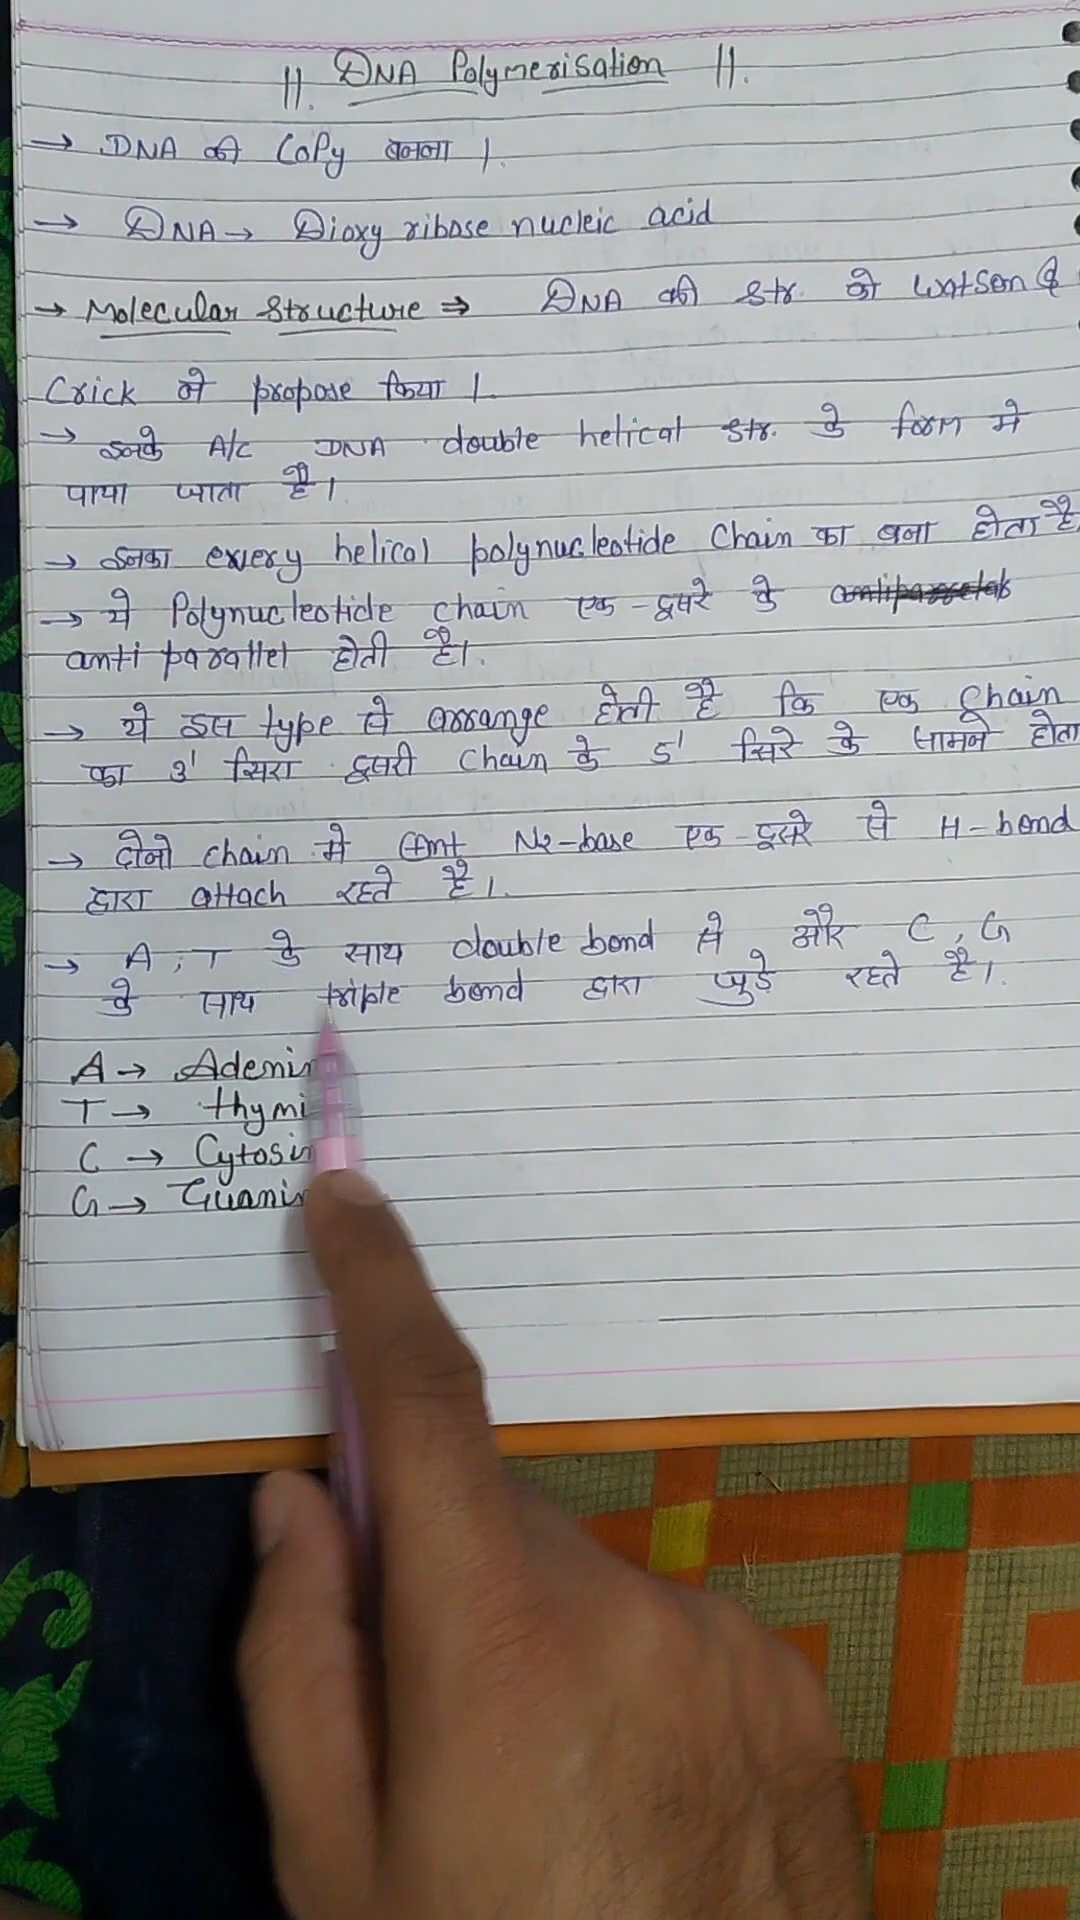 ||. DNA Polymerisation ||.
→ DNA की Copy बनना |.
→ DNA → Dioxy ribose nucleic acid
→ Molecular Structure ⇒ DNA की str. को Watson &
Crick ने propose किया |.
→ इनके A/c DNA double helical str. के form मे
पाया जाता है |.
→ इनका every helical polynucleotide Chain का बना होता है
→ ये Polynucleotide chain एक-दूसरे के
anti parallel होती है |.
→ ये इस type से arrange होती है कि एक Chain
का 3' सिरा दूसरी Chain के 5' सिरे के सामने होता
→ दोनो chain मे N2-base एक-दूसरे से H-bond
द्वारा attach रहते है |.
→ A, T के साथ double bond से और C, G
के साथ triple bond द्वारा जुड़े रहते है |.
A → Adenin
T → thymi
C → Cytosin
G → Guanin